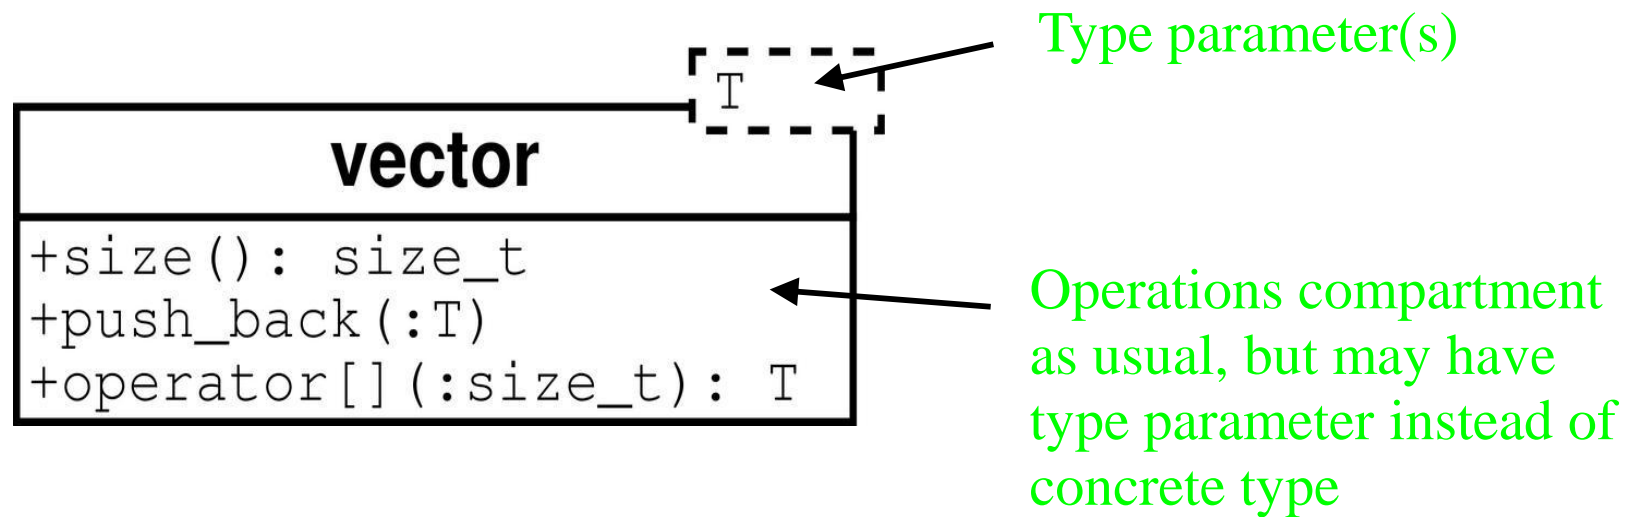 Type parameter(s)
T
vector
+size(): size_t
+push_back(:T)
+operator[](:size_t): T
Operations compartment
as usual, but may have
type parameter instead of
concrete type